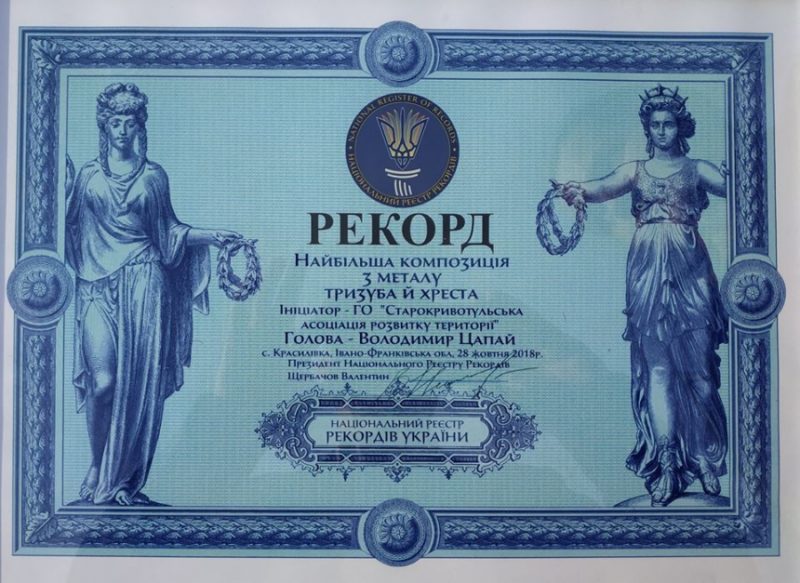 NATIONAL REGISTER OF RECORDS
НАЦІОНАЛЬНИЙ РЕЄСТР РЕКОРДІВ
РЕКОРД
НАЙБІЛЬША КОМПОЗИЦІЯ
З МЕТАЛУ
ТРИЗУБА Й ХРЕСТА
ІНІЦІАТОР - ГО "СТАРОКРИВОТУЛЬСЬКА
АСОЦІАЦІЯ РОЗВИТКУ ТЕРИТОРІЇ"
ГОЛОВА - ВОЛОДИМИР ЦАПАЙ
С. КРАСИЛІВКА, ІВАНО-ФРАНКІВСЬКА ОБЛ, 28 ЖОВТНЯ 2018Р.
ПРЕЗИДЕНТ НАЦІОНАЛЬНОГО РЕЄСТРУ РЕКОРДІВ
ЩЕРБАЧОВ ВАЛЕНТИН
НАЦІОНАЛЬНИЙ РЕЄСТР
РЕКОРДІВ УКРАЇНИ